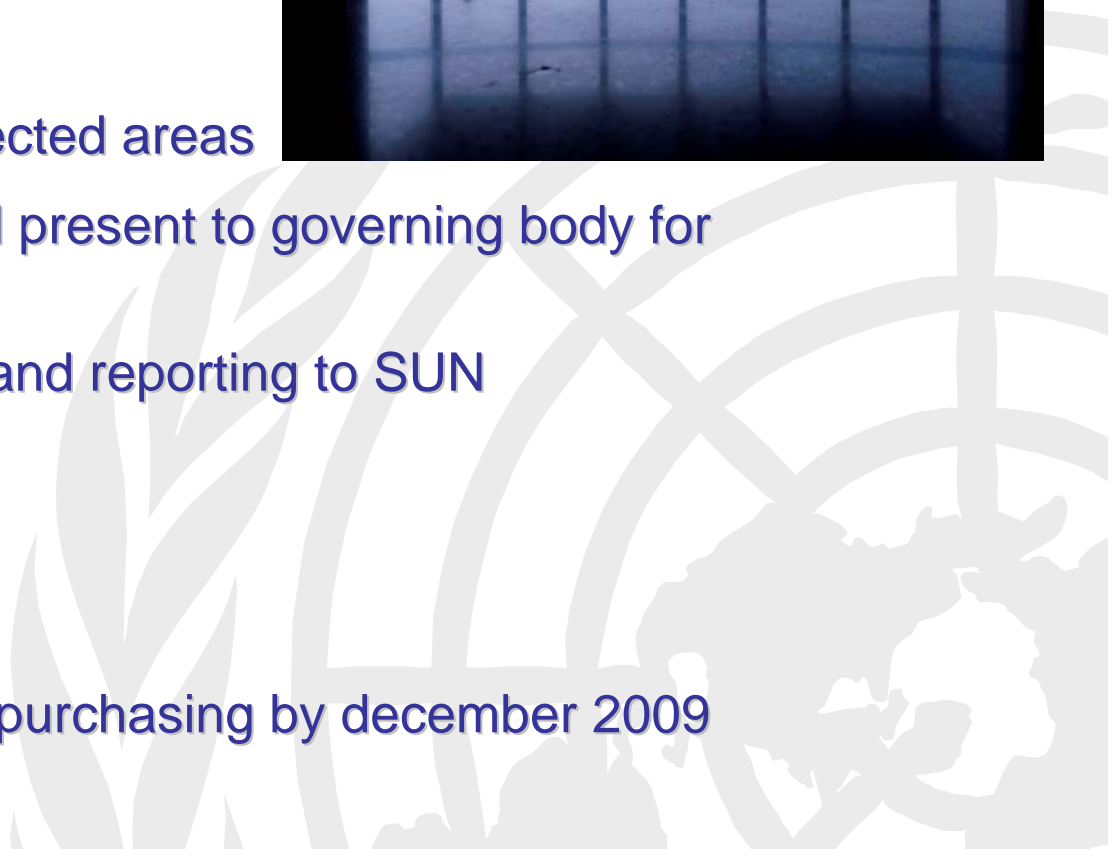 ected areas
present to governing body for
and reporting to SUN
purchasing by december 2009